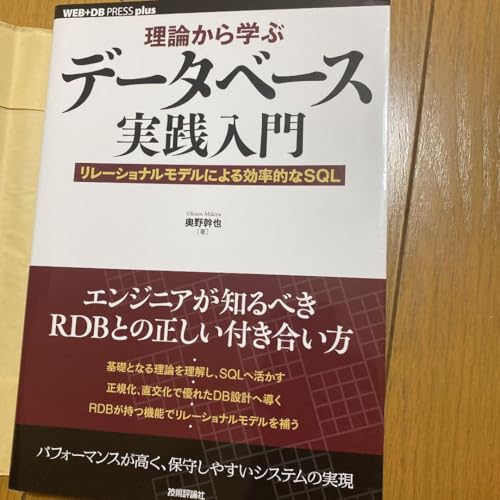 WEB+DB PRESS plus
理論から学ぶ
データベース
実践入門
リレーショナルモデルによる効率的なSQL
Okuno Mikiya
奥野幹也
[著]
エンジニアが知るべき
RDBとの正しい付き合い方
基礎となる理論を理解し、SQLへ活かす
正規化、直交化で優れたDB設計へ導く
RDBが持つ機能でリレーショナルモデルを補う
パフォーマンスが高く、保守しやすいシステムの実現
技術評論社